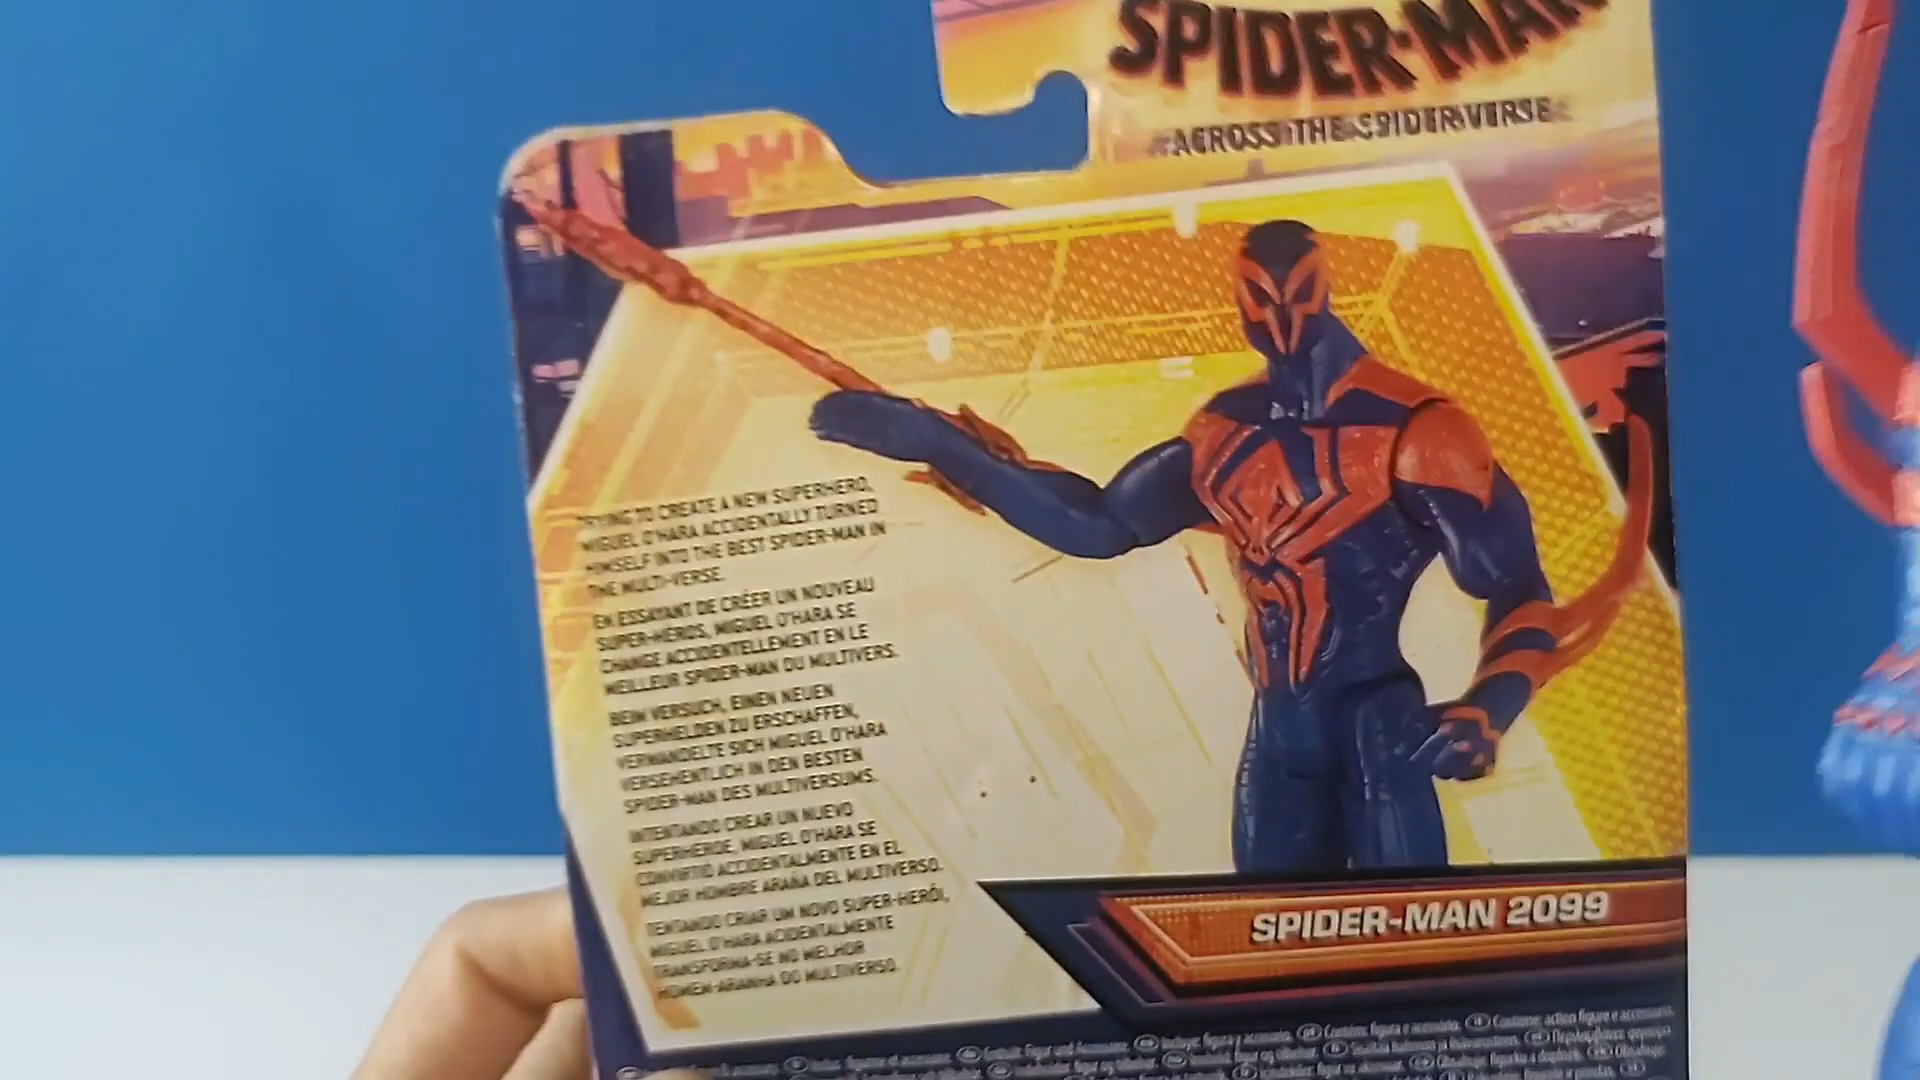 SPIDER-MAN
ACROSS THE SPIDER-VERSE
TRYING TO CREATE A NEW SUPERHERO,
MIGUEL O'HARA ACCIDENTALLY TURNED
HIMSELF INTO THE BEST SPIDER-MAN IN
THE MULTI-VERSE.
EN ESSAYANT DE CRÉER UN NOUVEAU
SUPER-HÉROS, MIGUEL O'HARA SE
CHANGE ACCIDENTELLEMENT EN LE
MEILLEUR SPIDER-MAN DU MULTIVERS.
BEIM VERSUCH, EINEN NEUEN
SUPERHELDEN ZU ERSCHAFFEN,
VERWANDELTE SICH MIGUEL O'HARA
VERSEHENTLICH IN DEN BESTEN
SPIDER-MAN DES MULTIVERSUMS.
INTENTANDO CREAR UN NUEVO
SUPERHÉROE, MIGUEL O'HARA SE
CONVIRTIÓ ACCIDENTALMENTE EN EL
MEJOR HOMBRE ARAÑA DEL MULTIVERSO.
TENTANDO CRIAR UM NOVO SUPER-HERÓI,
MIGUEL O'HARA ACIDENTALMENTE
TRANSFORMA-SE NO MELHOR
HOMEM-ARANHA DO MULTIVERSO.
SPIDER-MAN 2099